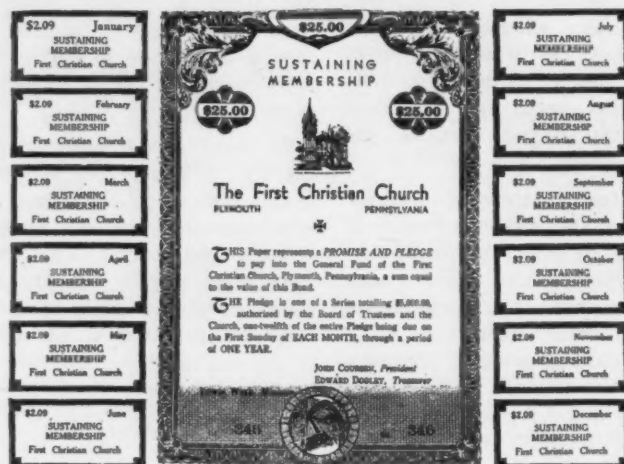 $2.09 January
SUSTAINING
MEMBERSHIP
First Christian Church
$2.09 February
SUSTAINING
MEMBERSHIP
First Christian Church
$2.09 March
SUSTAINING
MEMBERSHIP
First Christian Church
$2.09 April
SUSTAINING
MEMBERSHIP
First Christian Church
$2.09 May
SUSTAINING
MEMBERSHIP
First Christian Church
$2.09 June
SUSTAINING
MEMBERSHIP
First Christian Church
$25.00
SUSTAINING
MEMBERSHIP
$25.00 $25.00
The First Christian Church
PLYMOUTH PENNSYLVANIA
THIS Paper represents a PROMISE AND PLEDGE
to pay into the General Fund of the First
Christian Church, Plymouth, Pennsylvania, a sum equal
to the value of this Bond.
THE Pledge is one of a Series totalling $5,000.00,
authorized by the Board of Trustees and the
Church, one-twelfth of the entire Pledge being due on
the First Sunday of EACH MONTH, through a period
of ONE YEAR.
JOHN President
EDWARD Treasurer
346 346
$2.09 July
SUSTAINING
MEMBERSHIP
First Christian Church
$2.09 August
SUSTAINING
MEMBERSHIP
First Christian Church
$2.09 September
SUSTAINING
MEMBERSHIP
First Christian Church
$2.09 October
SUSTAINING
MEMBERSHIP
First Christian Church
$2.09 November
SUSTAINING
MEMBERSHIP
First Christian Church
$2.09 December
SUSTAINING
MEMBERSHIP
First Christian Church